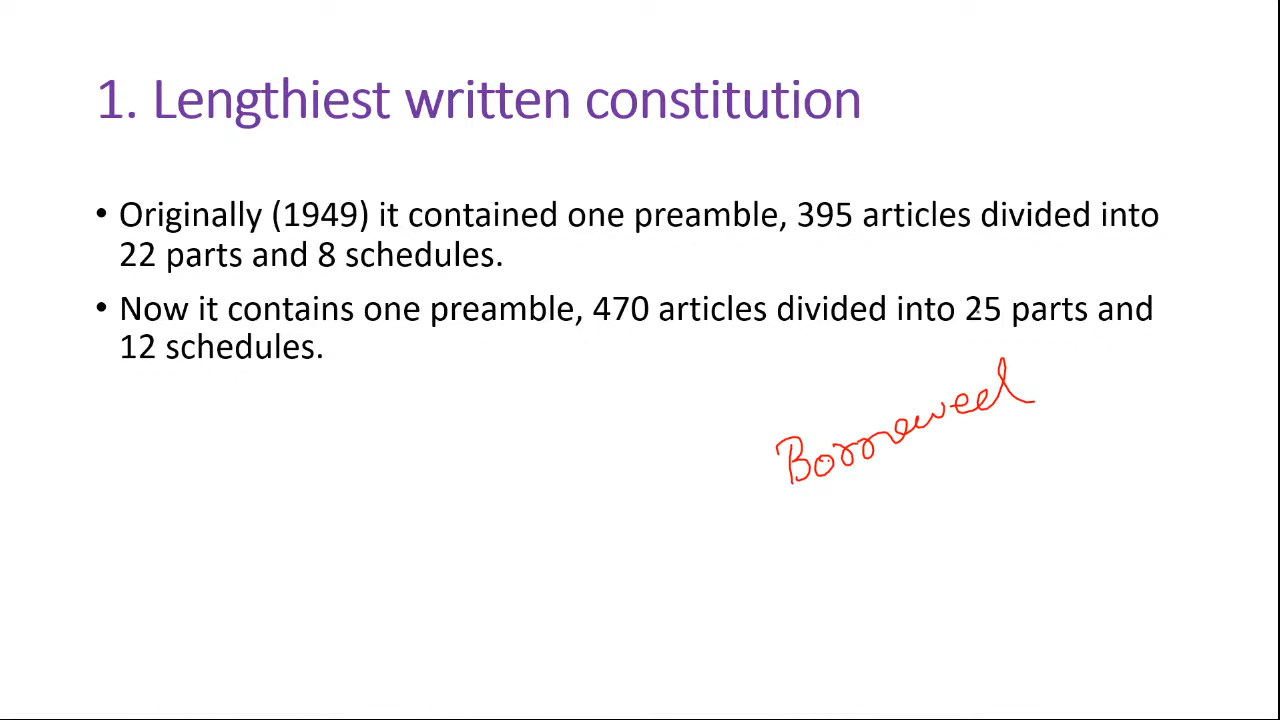 1. Lengthiest written constitution
• Originally (1949) it contained one preamble, 395 articles divided into
22 parts and 8 schedules.
• Now it contains one preamble, 470 articles divided into 25 parts and
12 schedules.
Borroweed